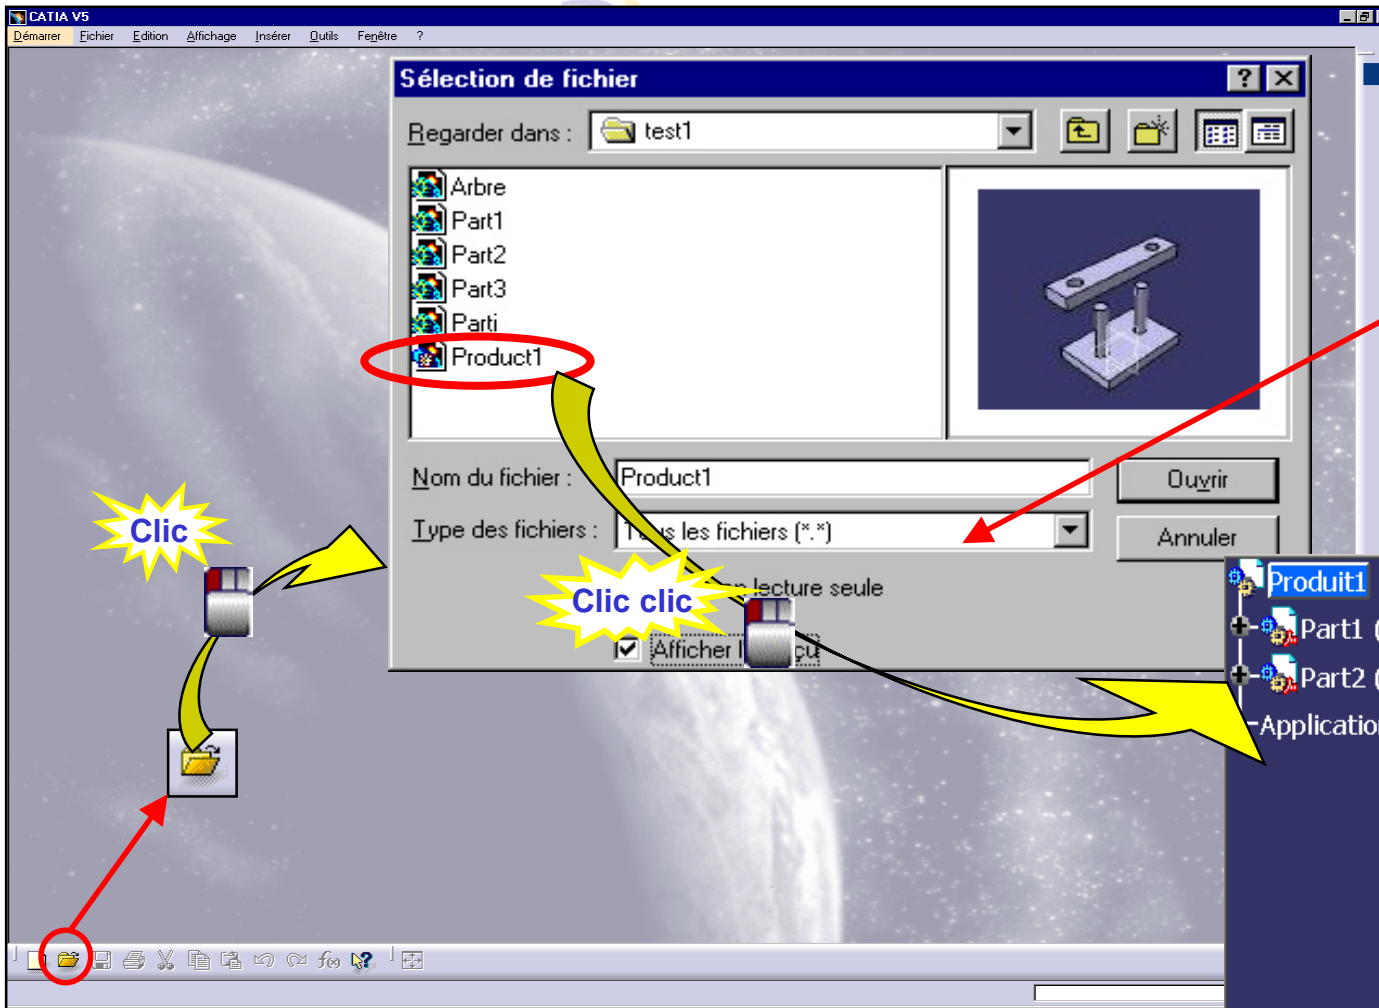 CATIA V5
Démarrer Fichier Edition Affichage Insérer Outils Fenêtre ?
Sélection de fichier
Regarder dans : test1
Arbre
Part1
Part2
Part3
Parti
Product1
Nom du fichier : Product1
Ouvrir
Type des fichiers : Tous les fichiers (*.*)
Annuler
Clic
lecture seule
Clic clic
Afficher
Produit1
Part1 (
Part2 (
Application